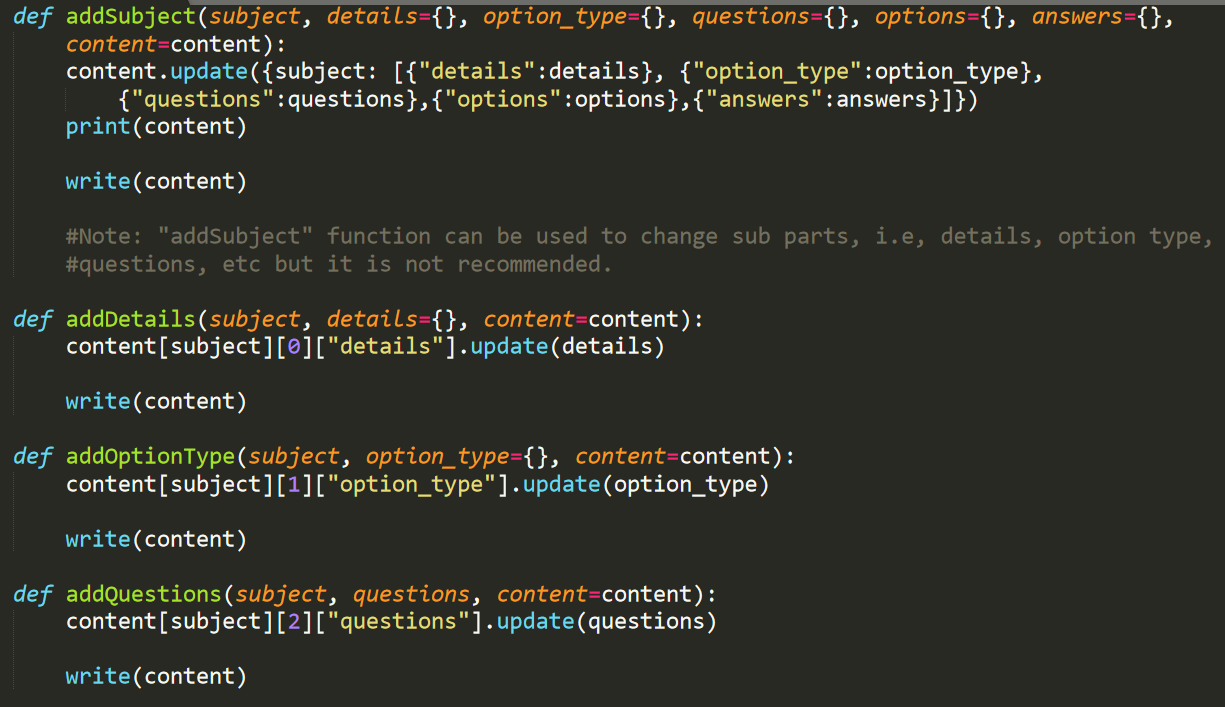 def addSubject(subject, details={}, option_type={}, questions={}, options={}, answers={},
    content=content):
    content.update({subject: [{"details":details}, {"option_type":option_type},
        {"questions":questions},{"options":options},{"answers":answers}]})
    print(content)

    write(content)

    #Note: "addSubject" function can be used to change sub parts, i.e, details, option type,
    #questions, etc but it is not recommended.

def addDetails(subject, details={}, content=content):
    content[subject][0]["details"].update(details)

    write(content)

def addOptionType(subject, option_type={}, content=content):
    content[subject][1]["option_type"].update(option_type)

    write(content)

def addQuestions(subject, questions, content=content):
    content[subject][2]["questions"].update(questions)

    write(content)